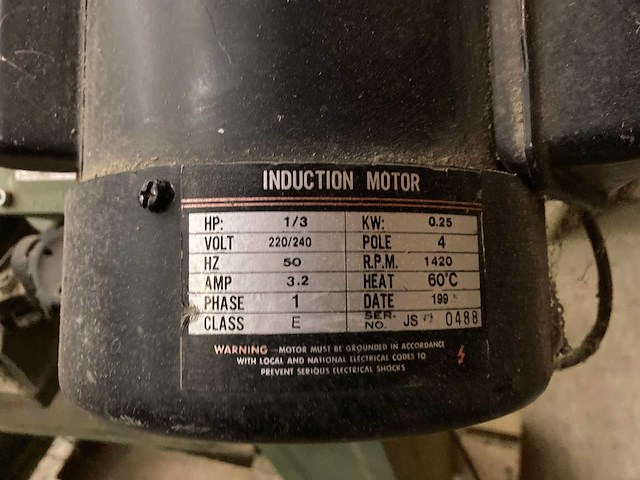 INDUCTION MOTOR
HP: 1/3 KW: 0.25
VOLT 220/240 POLE 4
HZ 50 R.P.M. 1420
AMP 3.2 HEAT 60°C
PHASE 1 DATE 199
CLASS E SER-NO. JS 0488
WARNING - MOTOR MUST BE GROUNDED IN ACCORDANCE
WITH LOCAL AND NATIONAL ELECTRICAL CODES TO
PREVENT SERIOUS ELECTRICAL SHOCKS